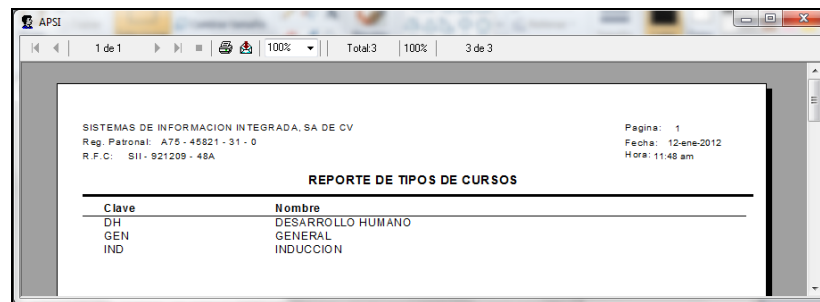 APSI
1 de 1 100% Total:3 100% 3 de 3
SISTEMAS DE INFORMACION INTEGRADA, SA DE CV Pagina: 1
Reg. Patronal: A75 - 45821 - 31 - 0 Fecha: 12-ene-2012
R.F.C: SII - 921209 - 48A Hora: 11:48 am
REPORTE DE TIPOS DE CURSOS
Clave Nombre
DH DESARROLLO HUMANO
GEN GENERAL
IND INDUCCION